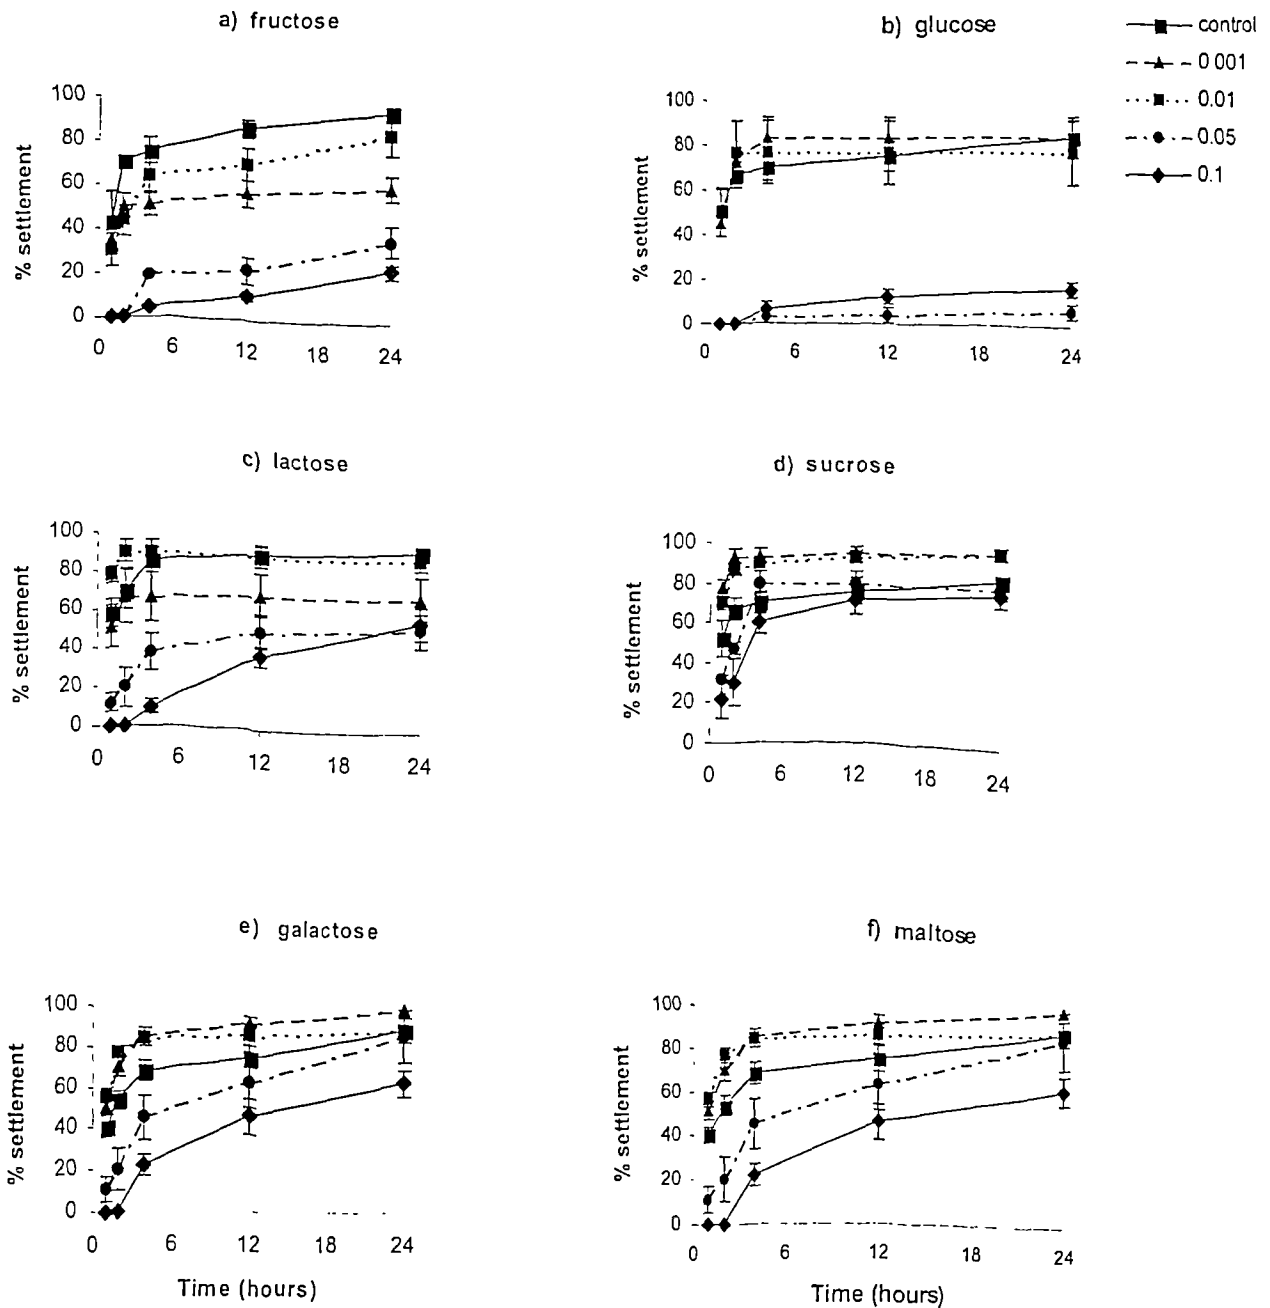 a) fructose
100
80
60
40
20
0
% settlement
0 6 12 18 24
b) glucose
100
80
60
40
20
0
% settlement
0 6 12 18 24
control
0 001
0.01
0.05
0.1
c) lactose
100
80
60
40
20
0
% settlement
0 6 12 18 24
d) sucrose
100
80
60
40
20
0
% settlement
0 6 12 18 24
e) galactose
100
80
60
40
20
0
% settlement
0 6 12 18 24
Time (hours)
f) maltose
100
80
60
40
20
0
% settlement
0 6 12 18 24
Time (hours)